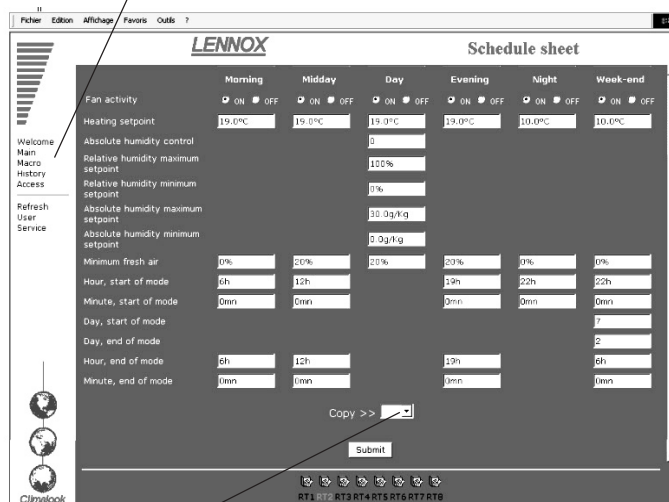 Fichier Edition Affichage Favoris Outils ?
LENNOX Schedule sheet
Welcome
Main
Macro
History
Access
Refresh
User
Service
Morning Midday Day Evening Night Week-end
Fan activity ON OFF ON OFF ON OFF ON OFF ON OFF ON OFF
Heating setpoint 19.0ºC 19.0ºC 19.0ºC 19.0ºC 10.0ºC 10.0ºC
Absolute humidity control 0
Relative humidity maximum
setpoint 100%
Relative humidity minimum
setpoint 0%
Absolute humidity maximum
setpoint 30.0g/Kg
Absolute humidity minimum
setpoint 0.0g/Kg
Minimum fresh air 0% 20% 20% 20% 0% 0%
Hour, start of mode 6h 12h 19h 22h 22h
Minute, start of mode 0mn 0mn 0mn 0mn 0mn
Day, start of mode 7
Day, end of mode 2
Hour, end of mode 6h 12h 19h 6h
Minute, end of mode 0mn 0mn 0mn 0mn
Copy >>
Submit
RT1 RT2 RT3 RT4 RT5 RT6 RT7 RT8
Climalook